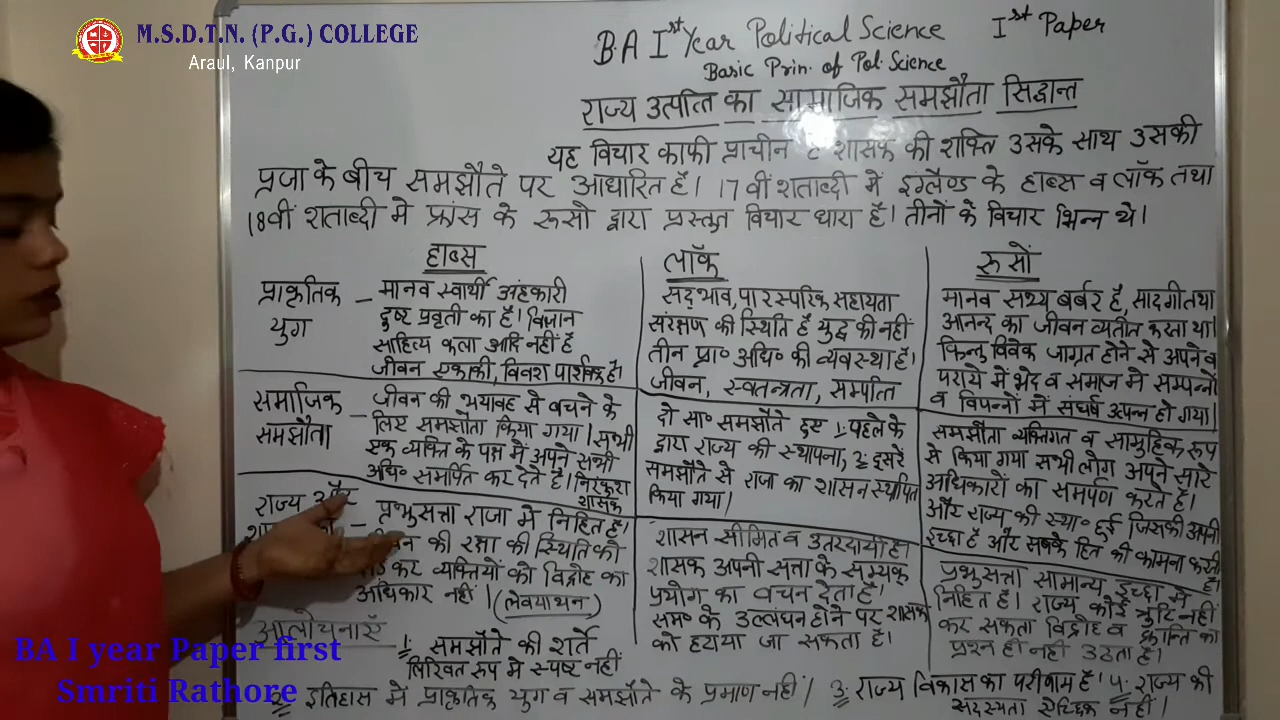 M.S.D.T.N. (P.G.) COLLEGE
Araul, Kanpur
B.A Ist Year Political Science Ist Paper
Basic Prin. of Pol. Science
राज्य उत्पत्ति का सामाजिक समझौता सिद्धान्त
यह विचार काफी प्राचीन है शासक की शक्ति उसके साथ उसकी
प्रजा के बीच समझौते पर आधारित है। 17 वीं शताब्दी में इंग्लैण्ड के हाब्स व लॉक तथा
18वीं शताब्दी मे फ्रांस के रूसो द्वारा प्रस्तुत विचार धारा है। तीनों के विचार भिन्न थे।
हाब्स
प्राकृतिक
युग
– मानव स्वार्थी अंहकारी
दुष्ट प्रवृती का है। विज्ञान
साहित्य कला आदि नहीं है
जीवन एकाकी, विवश पाशविक है।
समाजिक
समझौता
– जीवन की भयावह से बचने के
लिए समझौता किया गया। सभी
एक व्यक्ति के पक्ष में अपने सभी
अधि० समर्पित कर देते है। निरंकुश
शासक
राज्य और
– प्रभुसत्ता राजा मे निहित है।
की रक्षा की स्थिति को
कर व्यक्तियों को विद्रोह का
अधिकार नहीं। (लेवयाथन)
लॉक
सद्भाव, पारस्परिक सहायता
संरक्षण की स्थिति है युद्ध की नहीं
तीन प्रा० अधि० की व्यवस्था है।
जीवन, स्वतन्त्रता, सम्पत्ति
दो सा० समझौते हुए 1:- पहले के
द्वारा राज्य की स्थापना, 2:- दूसरे
समझौते से राजा का शासन स्थापित
किया गया।
शासन सीमित व उतरदायी है।
शासक अपनी सत्ता के सम्यक्
प्रयोग का वचन देता है।
सम० के उल्लंघन होने पर शासक
को हटाया जा सकता है।
रूसों
मानव सभ्य बर्बर है, सादगी तथा
आनन्द का जीवन व्यतीत करता था।
किन्तु विवेक जाग्रत होने से अपने व
पराये में भेद व समाज मे सम्पन्नों
व विपन्नों में संघर्ष उत्पन्न हो गया।
समझौता व्यक्तिगत व सामुहिक रूप
से किया गया सभी लोग अपने सारे
अधिकारों का समर्पण करते है।
और राज्य की स्था० हुई जिसकी अपनी
इच्छा है और सबके हित की कामना करती
है।
प्रभुसत्ता सामान्य इच्छा मे
निहित है। राज्य कोई त्रुटि नहीं
कर सकता विद्रोह व क्रान्ति का
प्रश्न ही नहीं उठता है।
आलोचनाएँ
1:- समझौते की शर्ते
लिखित रूप मे स्पष्ट नहीं
2:- इतिहास में प्राकृतिक युग व समझौते के प्रमाण नहीं। 3:- राज्य विकास का परीणाम है। 4:- राज्य की
सदस्यता ऐच्छिक नहीं।
BA I year Paper first
Smriti Rathore